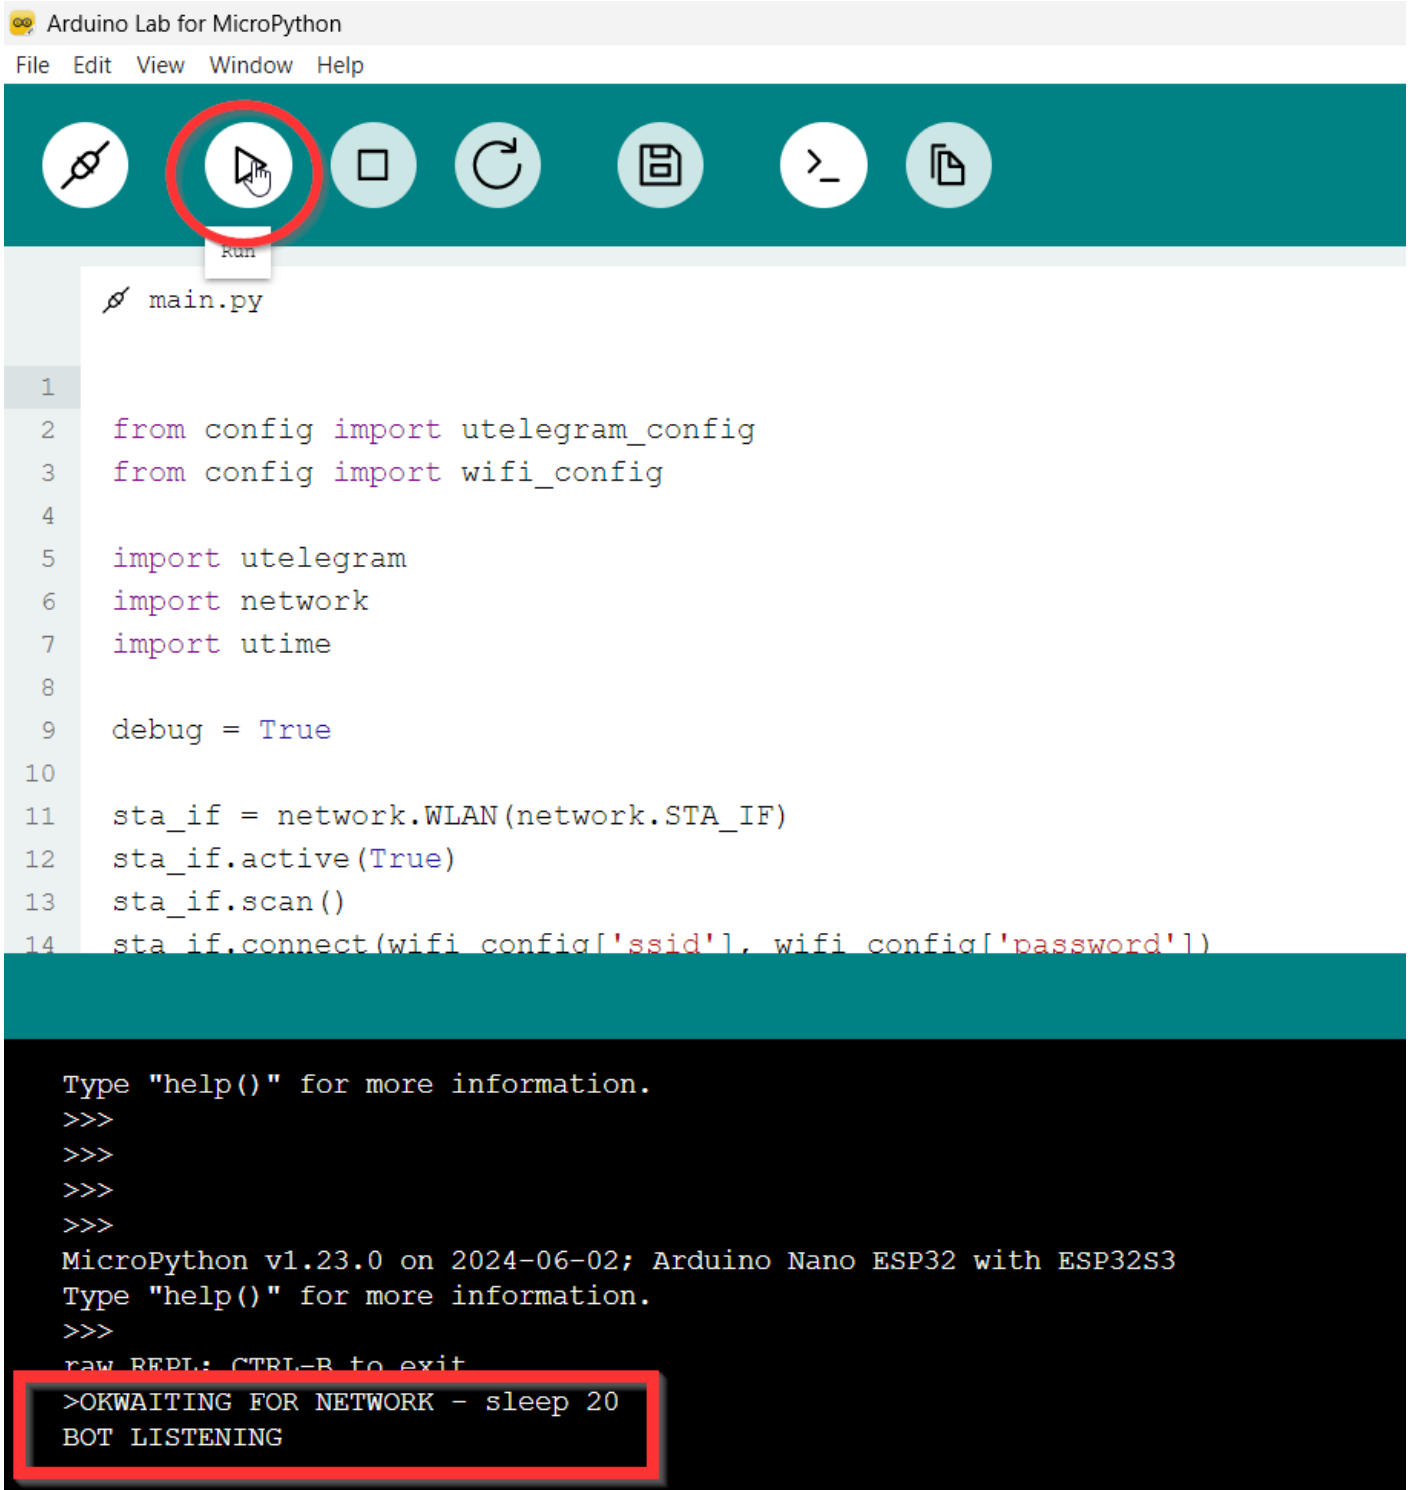 Arduino Lab for MicroPython
File Edit View Window Help
>_
Run
main.py
1
2 from config import utelegram_config
3 from config import wifi_config
4
5 import utelegram
6 import network
7 import utime
8
9 debug = True
10
11 sta_if = network.WLAN(network.STA_IF)
12 sta_if.active(True)
13 sta_if.scan()
14 sta_if.connect(wifi_config['ssid'], wifi_config['password'])
Type "help()" for more information.
>>>
>>>
>>>
>>>
MicroPython v1.23.0 on 2024-06-02; Arduino Nano ESP32 with ESP32S3
Type "help()" for more information.
>>>
raw REPL; CTRL-B to exit
>OKWAITING FOR NETWORK - sleep 20
BOT LISTENING